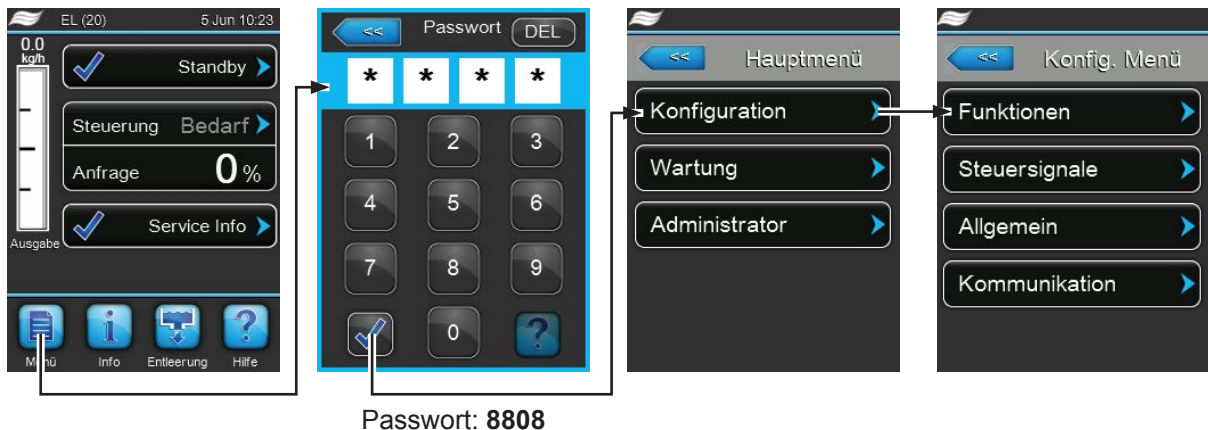 EL (20) 5 Jun 10:23
0.0
kg/h
Standby
Steuerung Bedarf
Anfrage 0 %
Service Info
Ausgabe
Menü Info Entleerung Hilfe
<< Passwort DEL
* * * *
1 2 3
4 5 6
7 8 9
0 ?
Passwort: 8808
<< Hauptmenü
Konfiguration
Wartung
Administrator
<< Konfig. Menü
Funktionen
Steuersignale
Allgemein
Kommunikation